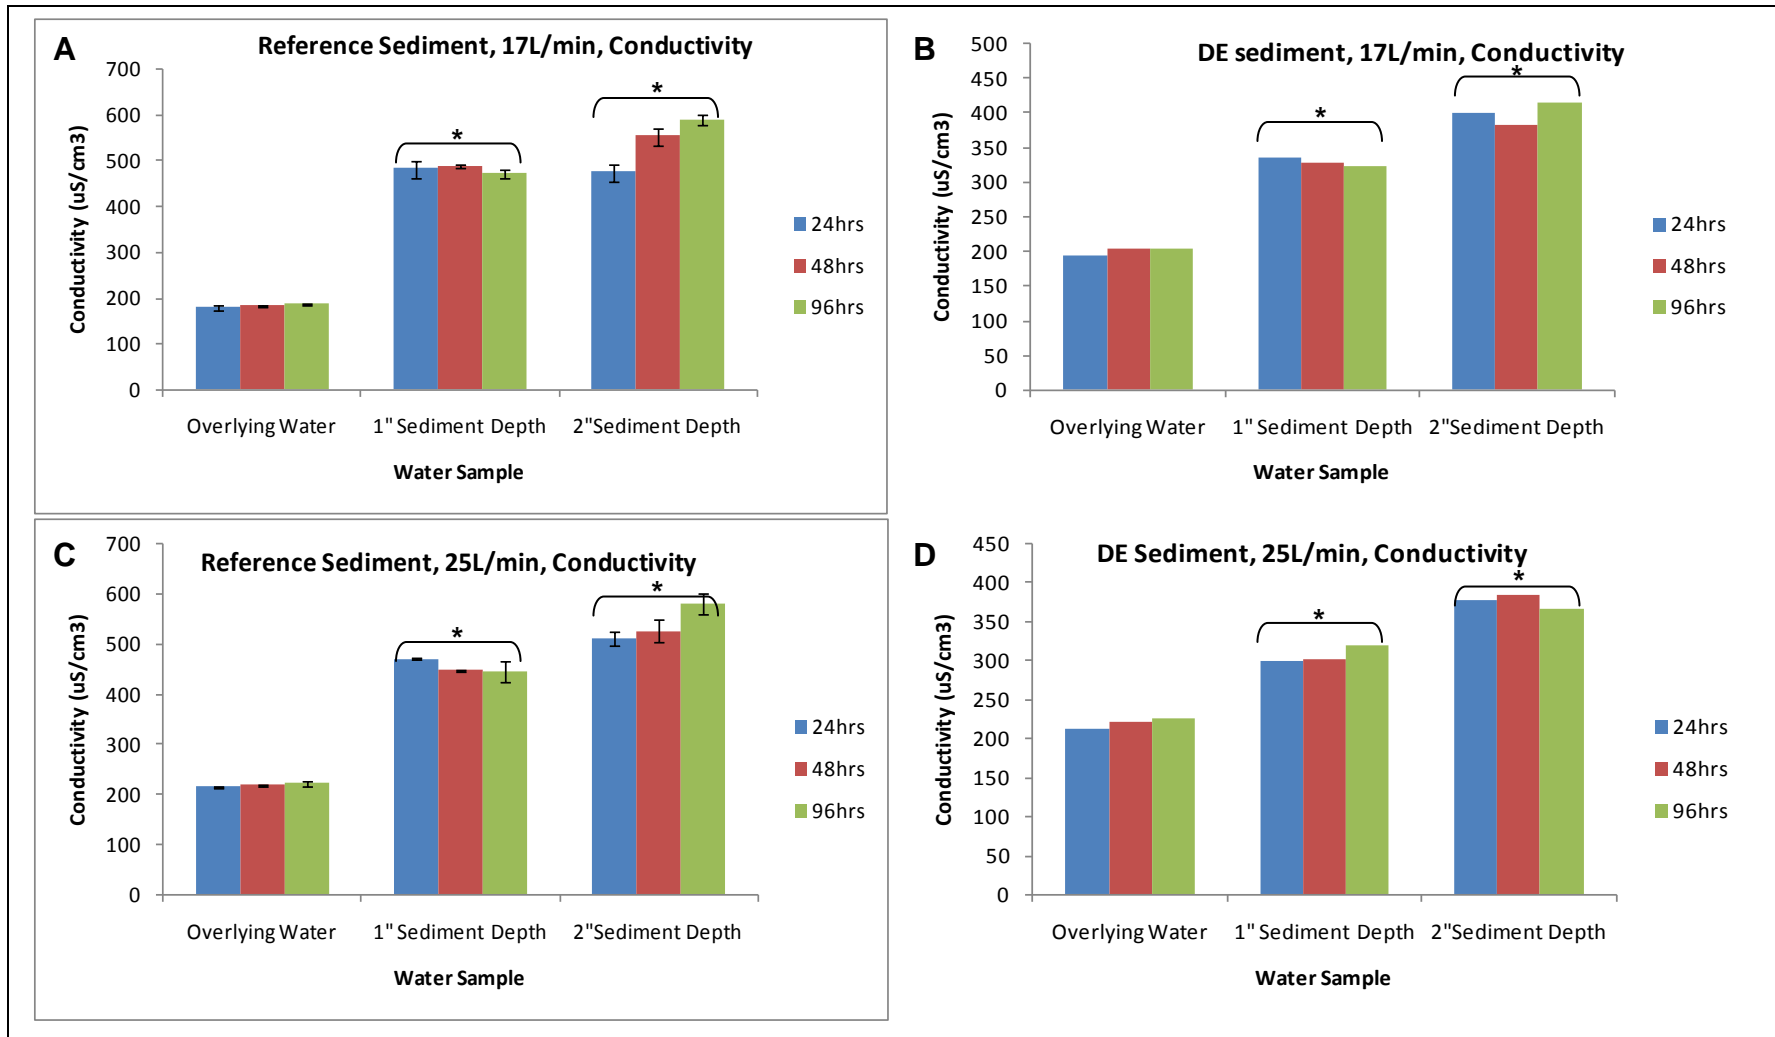 A
Reference Sediment, 17L/min, Conductivity
700
600
500
400
300
200
100
0
Conductivity (uS/cm3)
*
*
Overlying Water
1" Sediment Depth
2"Sediment Depth
Water Sample
24hrs
48hrs
96hrs
B
DE sediment, 17L/min, Conductivity
500
450
400
350
300
250
200
150
100
50
0
Conductivity (uS/cm3)
*
*
Overlying Water
1" Sediment Depth
2"Sediment Depth
Water Sample
24hrs
48hrs
96hrs
C
Reference Sediment, 25L/min, Conductivity
700
600
500
400
300
200
100
0
Conductivity (uS/cm3)
*
*
Overlying Water
1" Sediment Depth
2"Sediment Depth
Water Sample
24hrs
48hrs
96hrs
D
DE Sediment, 25L/min, Conductivity
450
400
350
300
250
200
150
100
50
0
Conductivity (uS/cm3)
*
*
Overlying Water
1" Sediment Depth
2"Sediment Depth
Water Sample
24hrs
48hrs
96hrs